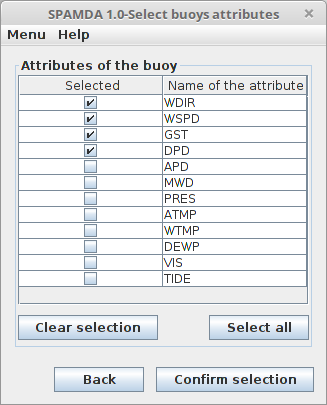 SPAMDA 1.0-Select buoys attributes
Menu Help
Attributes of the buoy
Selected Name of the attribute
WDIR
WSPD
GST
DPD
APD
MWD
PRES
ATMP
WTMP
DEWP
VIS
TIDE
Clear selection Select all
Back Confirm selection